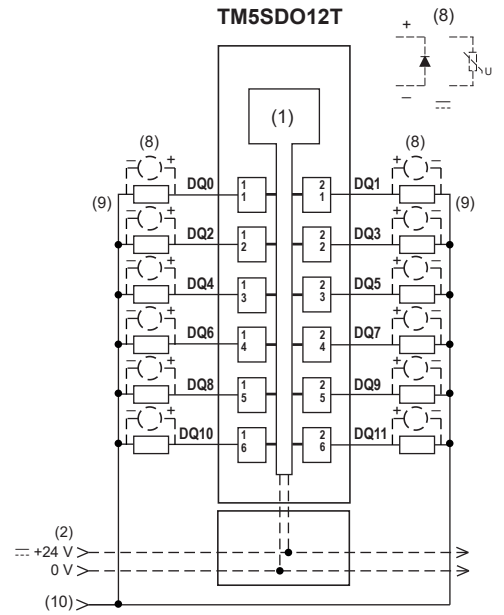 TM5SDO12T
(8)
+
U
−
(1)
(8)
(8)
− +
− +
(9)
DQ0
1 1
2 1
DQ1
(9)
− +
+ −
DQ2
1 2
2 2
DQ3
− +
+ −
DQ4
1 3
2 3
DQ5
− +
+ −
DQ6
1 4
2 4
DQ7
− +
+ −
DQ8
1 5
2 5
DQ9
− +
+ −
DQ10
1 6
2 6
DQ11
(2)
+24 V
0 V
(10)